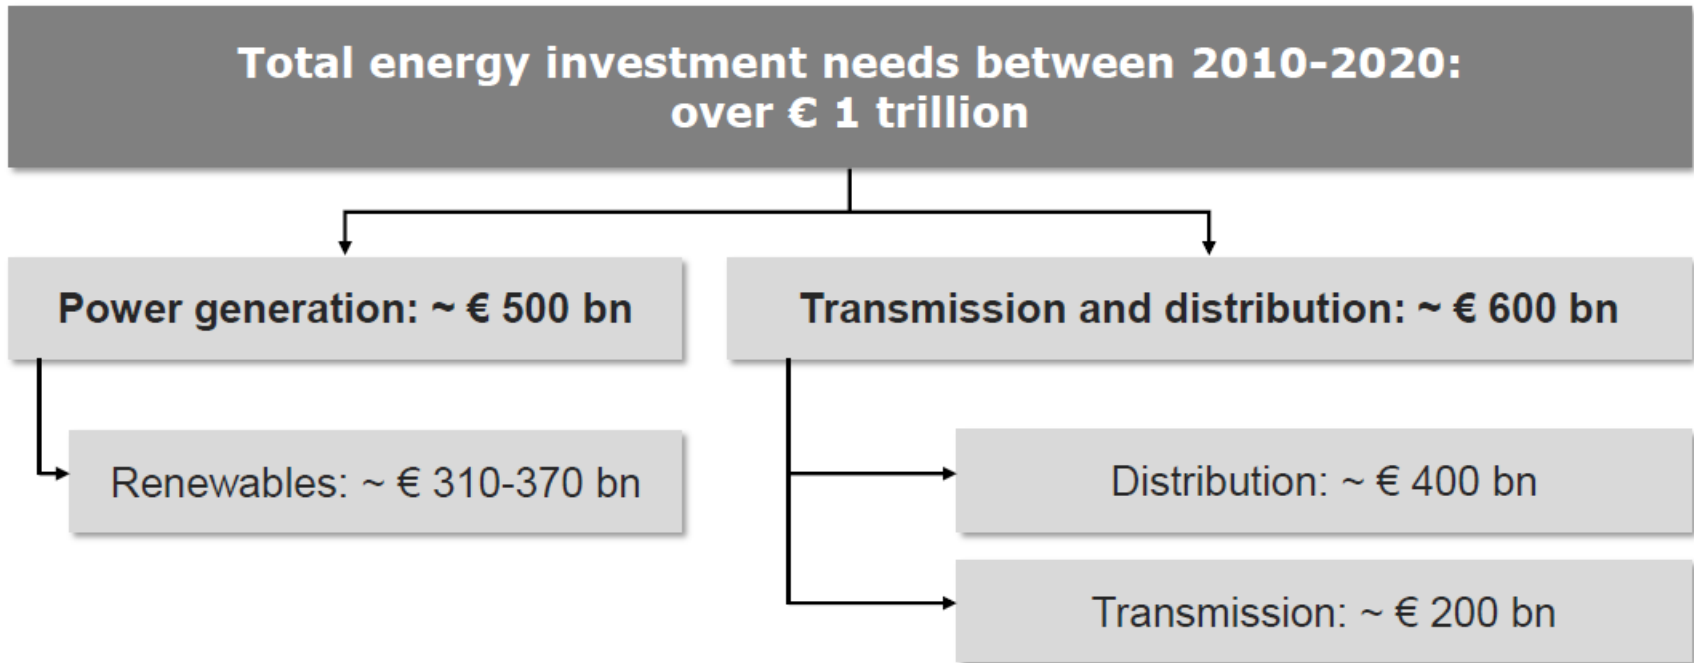 Total energy investment needs between 2010-2020:
over € 1 trillion
Power generation: ~ € 500 bn
Transmission and distribution: ~ € 600 bn
Renewables: ~ € 310-370 bn
Distribution: ~ € 400 bn
Transmission: ~ € 200 bn